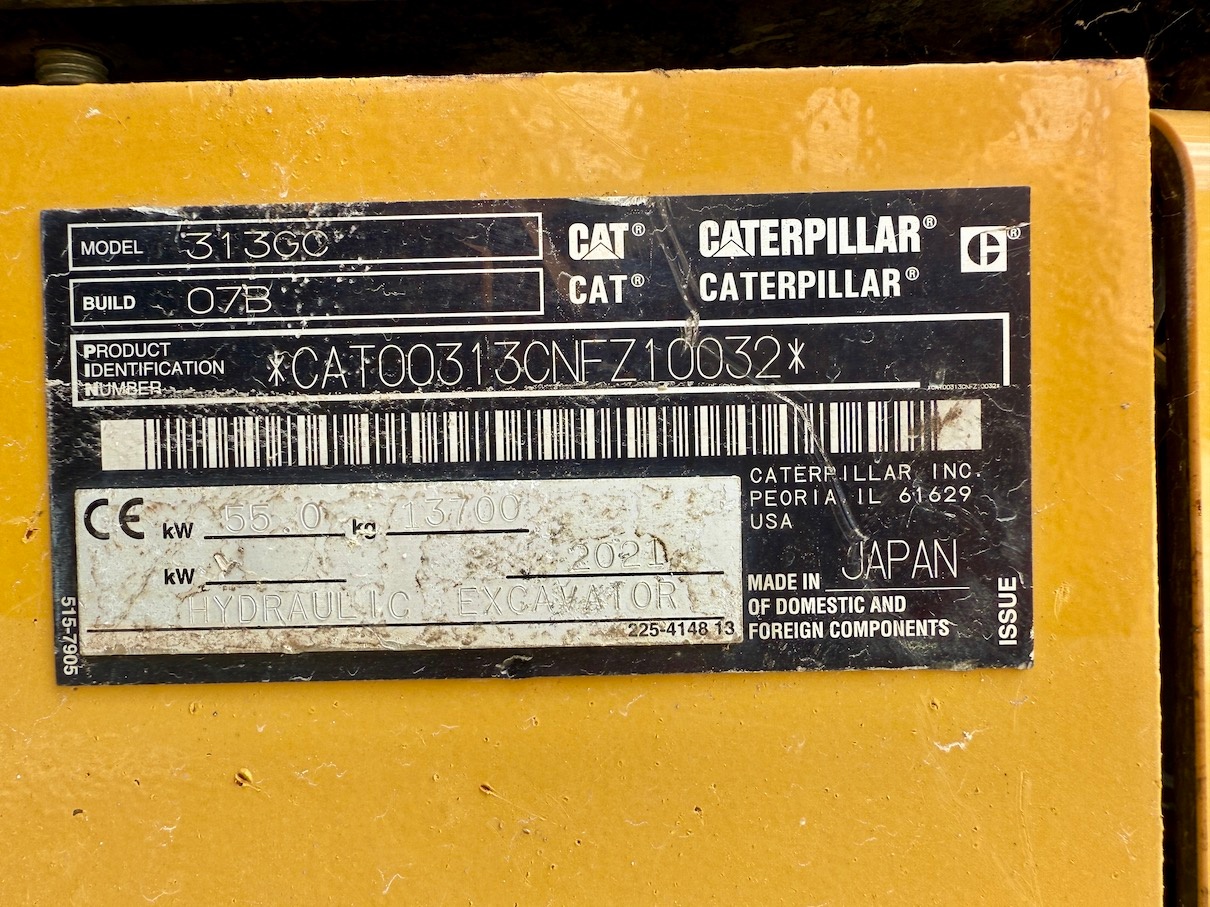 MODEL 313GC
BUILD 07B
CAT® CATERPILLAR® ®
CAT® CATERPILLAR®
PRODUCT
IDENTIFICATION
NUMBER
*CAT00313CNFZ10032*
*CAT00313CNFZ10032*
CATERPILLAR INC.
PEORIA IL 61629
USA
CE kW 55.0 kg 13700
kW 2021
HYDRAULIC EXCAVATOR
225-4148 13
MADE IN JAPAN
OF DOMESTIC AND
FOREIGN COMPONENTS
515-7905
ISSUE